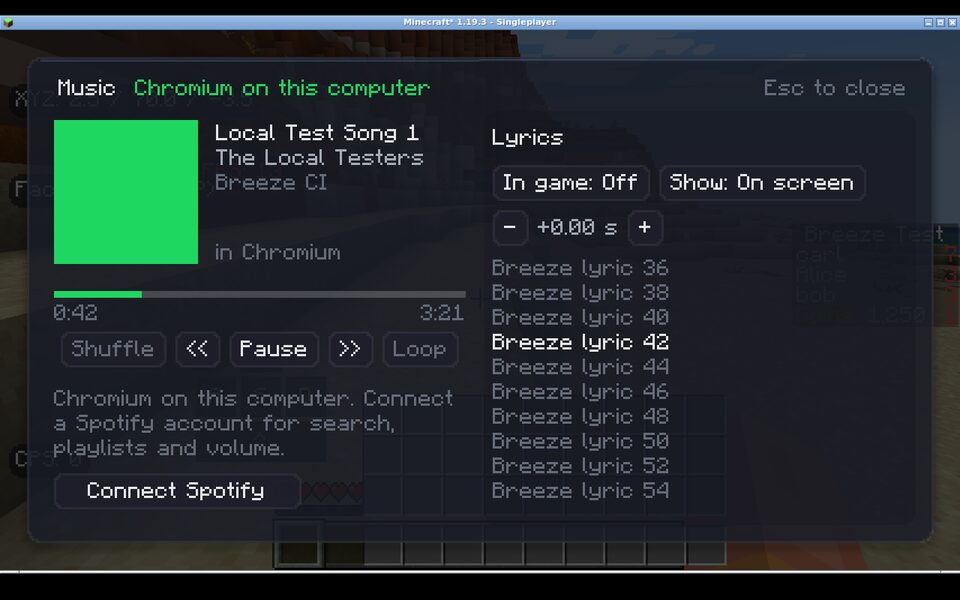 Minecraft* 1.19.3 - Singleplayer
Music Chromium on this computer
Esc to close
Local Test Song 1
The Local Testers
Breeze CI
in Chromium
0:42
3:21
Shuffle << Pause >> Loop
Chromium on this computer. Connect
a Spotify account for search,
playlists and volume.
Connect Spotify
Lyrics
In game: Off Show: On screen
- +0.00 s +
Breeze lyric 36
Breeze lyric 38
Breeze lyric 40
Breeze lyric 42
Breeze lyric 44
Breeze lyric 46
Breeze lyric 48
Breeze lyric 50
Breeze lyric 52
Breeze lyric 54
Breeze Test
carl
Alice
bob
1,250